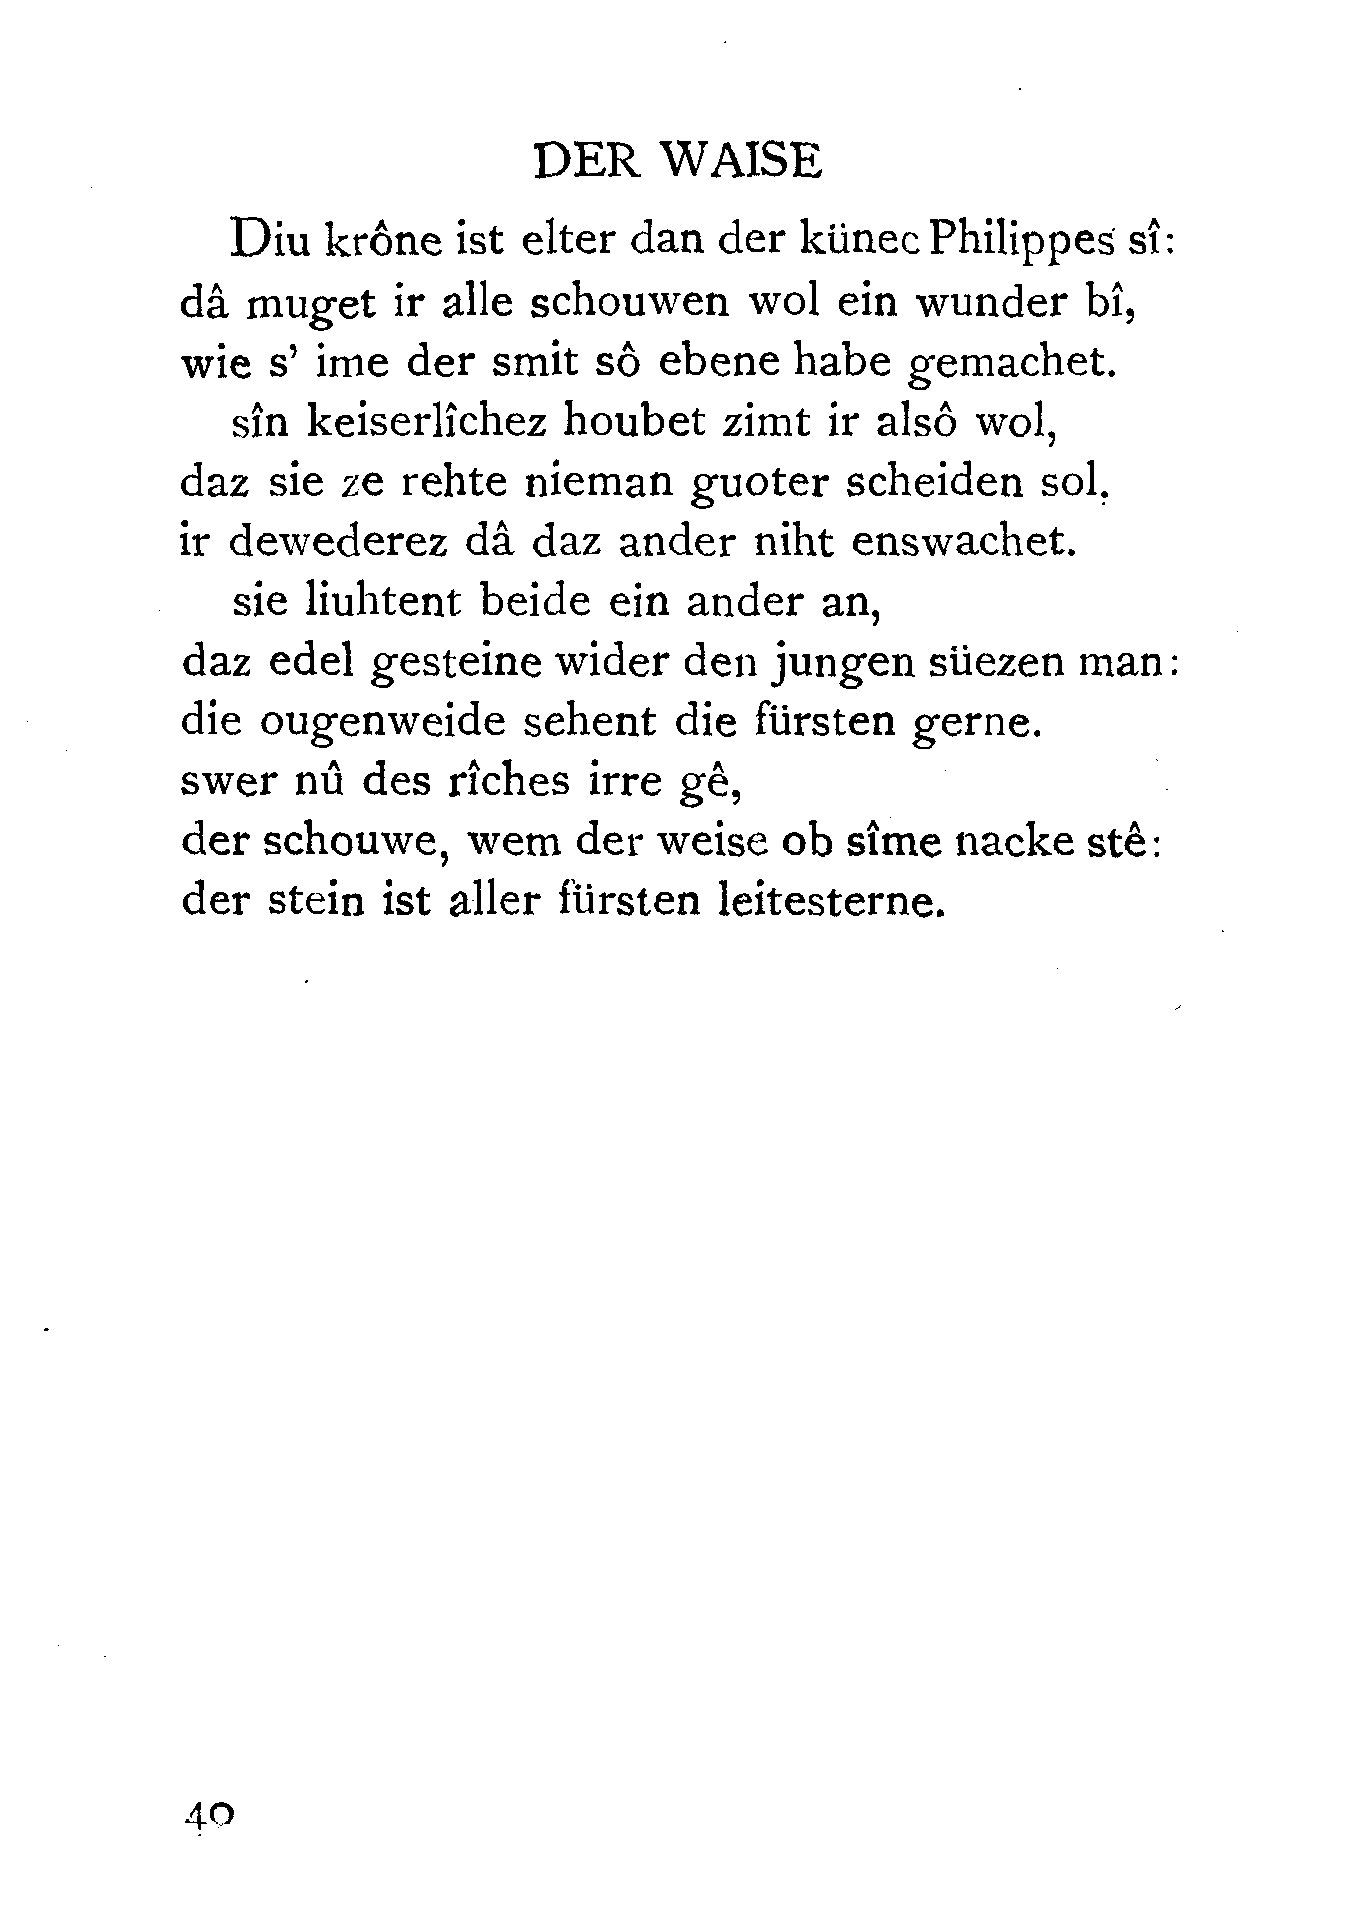 DER WAISE
Diu krône ist elter dan der künec Philippes sî:
dâ muget ir alle schouwen wol ein wunder bî,
wie s' ime der smit sô ebene habe gemachet.
sîn keiserlîchez houbet zimt ir alsô wol,
daz sie ze rehte nieman guoter scheiden sol.
ir dewederez dâ daz ander niht enswachet.
sie liuhtent beide ein ander an,
daz edel gesteine wider den jungen süezen man:
die ougenweide sehent die fürsten gerne.
swer nû des rîches irre gê,
der schouwe, wem der weise ob sîme nacke stê:
der stein ist aller fürsten leitesterne.
40